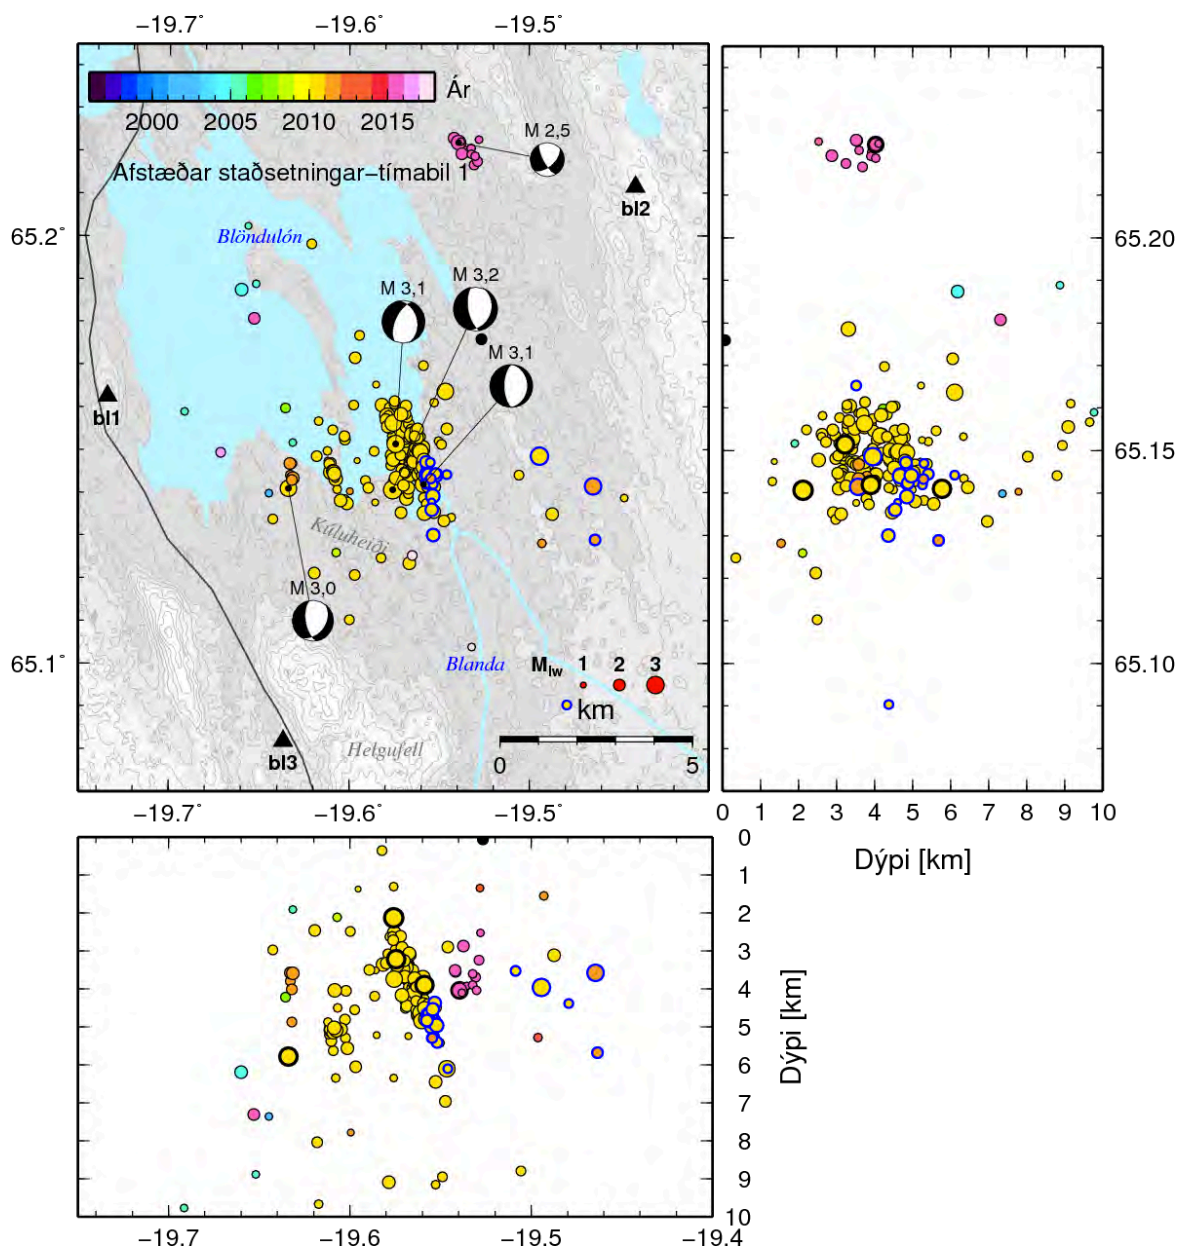 −19.7° −19.6° −19.5°
2000 2005 2010 2015 Ár
Afstæðar staðsetningar−tímabil 1
M 2,5
bl2
65.2°
Blöndulón
M 3,2
M 3,1
M 3,1
bl1
Kúluheiði
M 3,0
65.1°
Blanda
Mlw 1 2 3
km
bl3
Helgufell
0 5
−19.7° −19.6° −19.5°
65.20
65.15
65.10
0 1 2 3 4 5 6 7 8 9 10
Dýpi [km]
0
1
2
3
4
5
6
7
8
9
10
Dýpi [km]
−19.7 −19.6 −19.5 −19.4